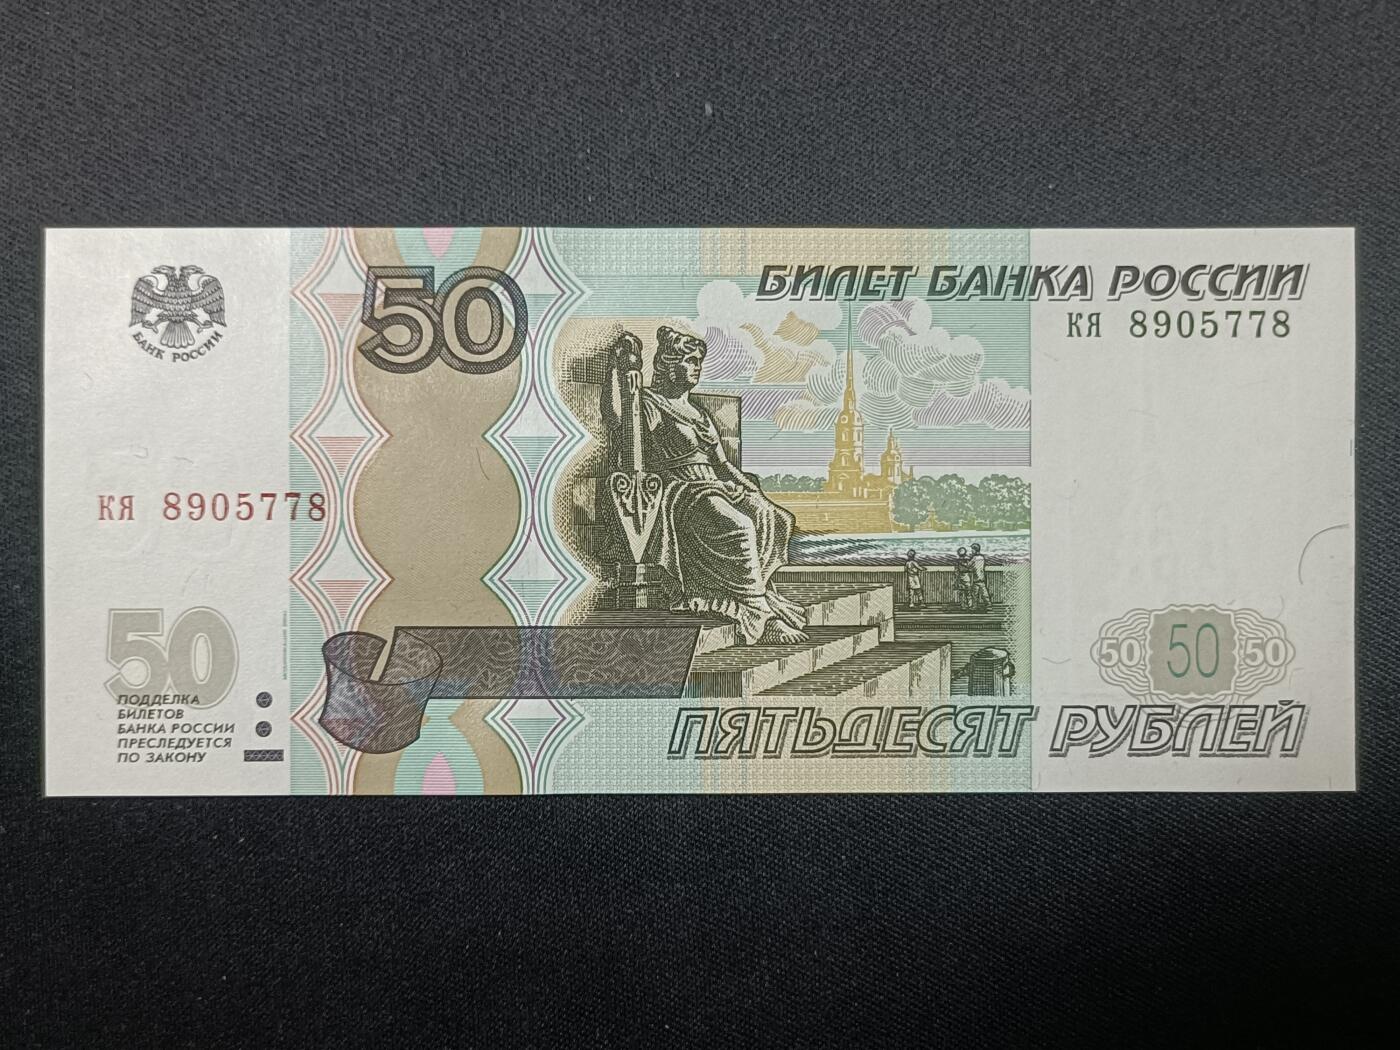 БАНК РОССИИ
50
БИЛЕТ БАНКА РОССИИ
кя 8905778
кя 8905778
50
ПОДДЕЛКА
БИЛЕТОВ
БАНКА РОССИИ
ПРЕСЛЕДУЕТСЯ
ПО ЗАКОНУ
50 50 50
ПЯТЬДЕСЯТ РУБЛЕЙ